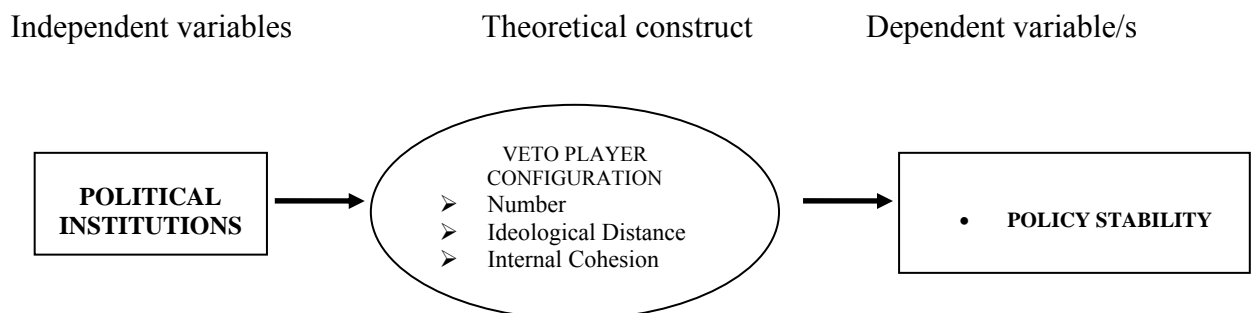 Independent variables Theoretical construct Dependent variable/s
VETO PLAYER
CONFIGURATION
POLITICAL
INSTITUTIONS
➢ Number
➢ Ideological Distance
➢ Internal Cohesion
• POLICY STABILITY